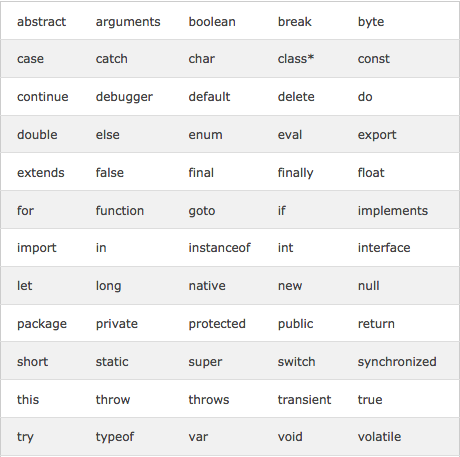 abstract arguments boolean break byte
case catch char class* const
continue debugger default delete do
double else enum eval export
extends false final finally float
for function goto if implements
import in instanceof int interface
let long native new null
package private protected public return
short static super switch synchronized
this throw throws transient true
try typeof var void volatile